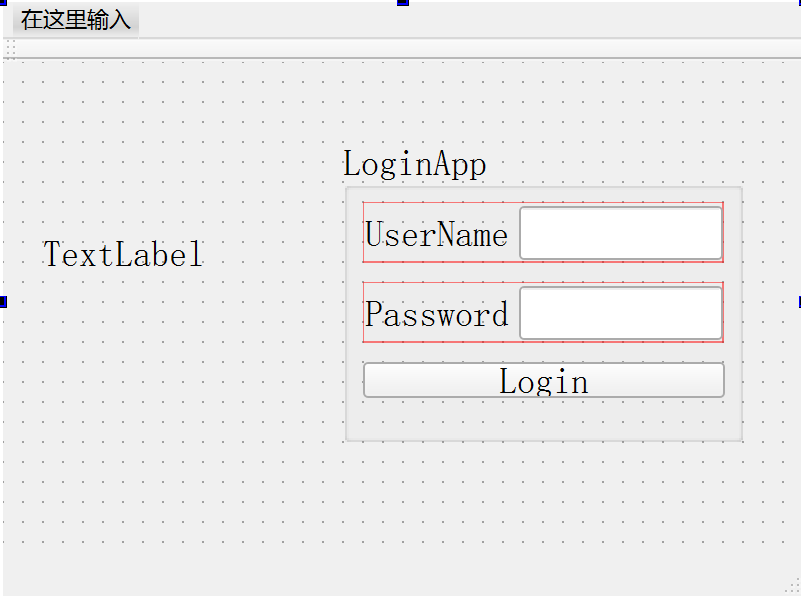 在这里输入
LoginApp
UserName
TextLabel
Password
Login